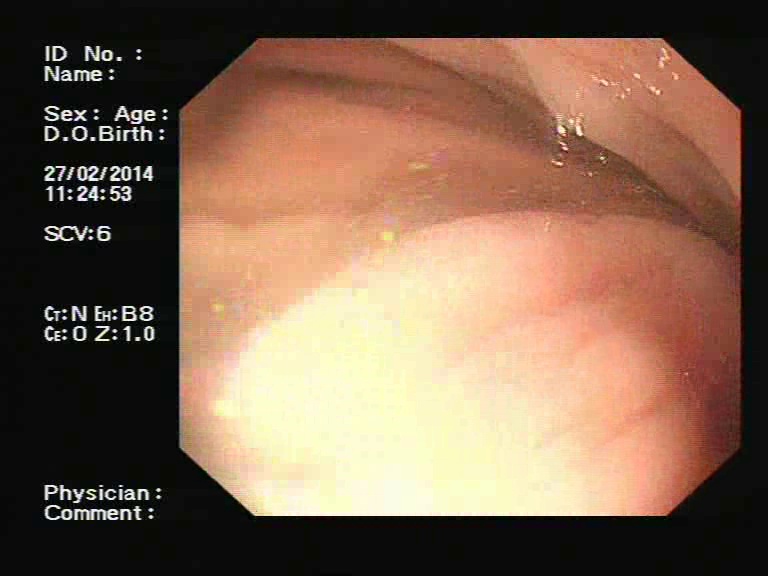 ID No. :
Name:
Sex: Age:
D.O.Birth:
27/02/2014
11:24:53
SCV:6
CT:N EH:B8
CE:0 Z:1.0
Physician:
Comment: